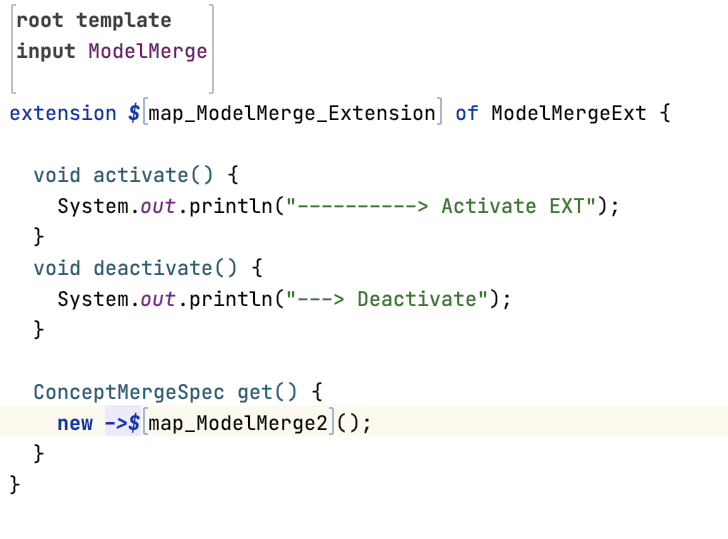 root template
input ModelMerge
extension $[map_ModelMerge_Extension] of ModelMergeExt {
void activate() {
System.out.println("----------> Activate EXT");
}
void deactivate() {
System.out.println("---> Deactivate");
}
ConceptMergeSpec get() {
new ->$[map_ModelMerge2]();
}
}